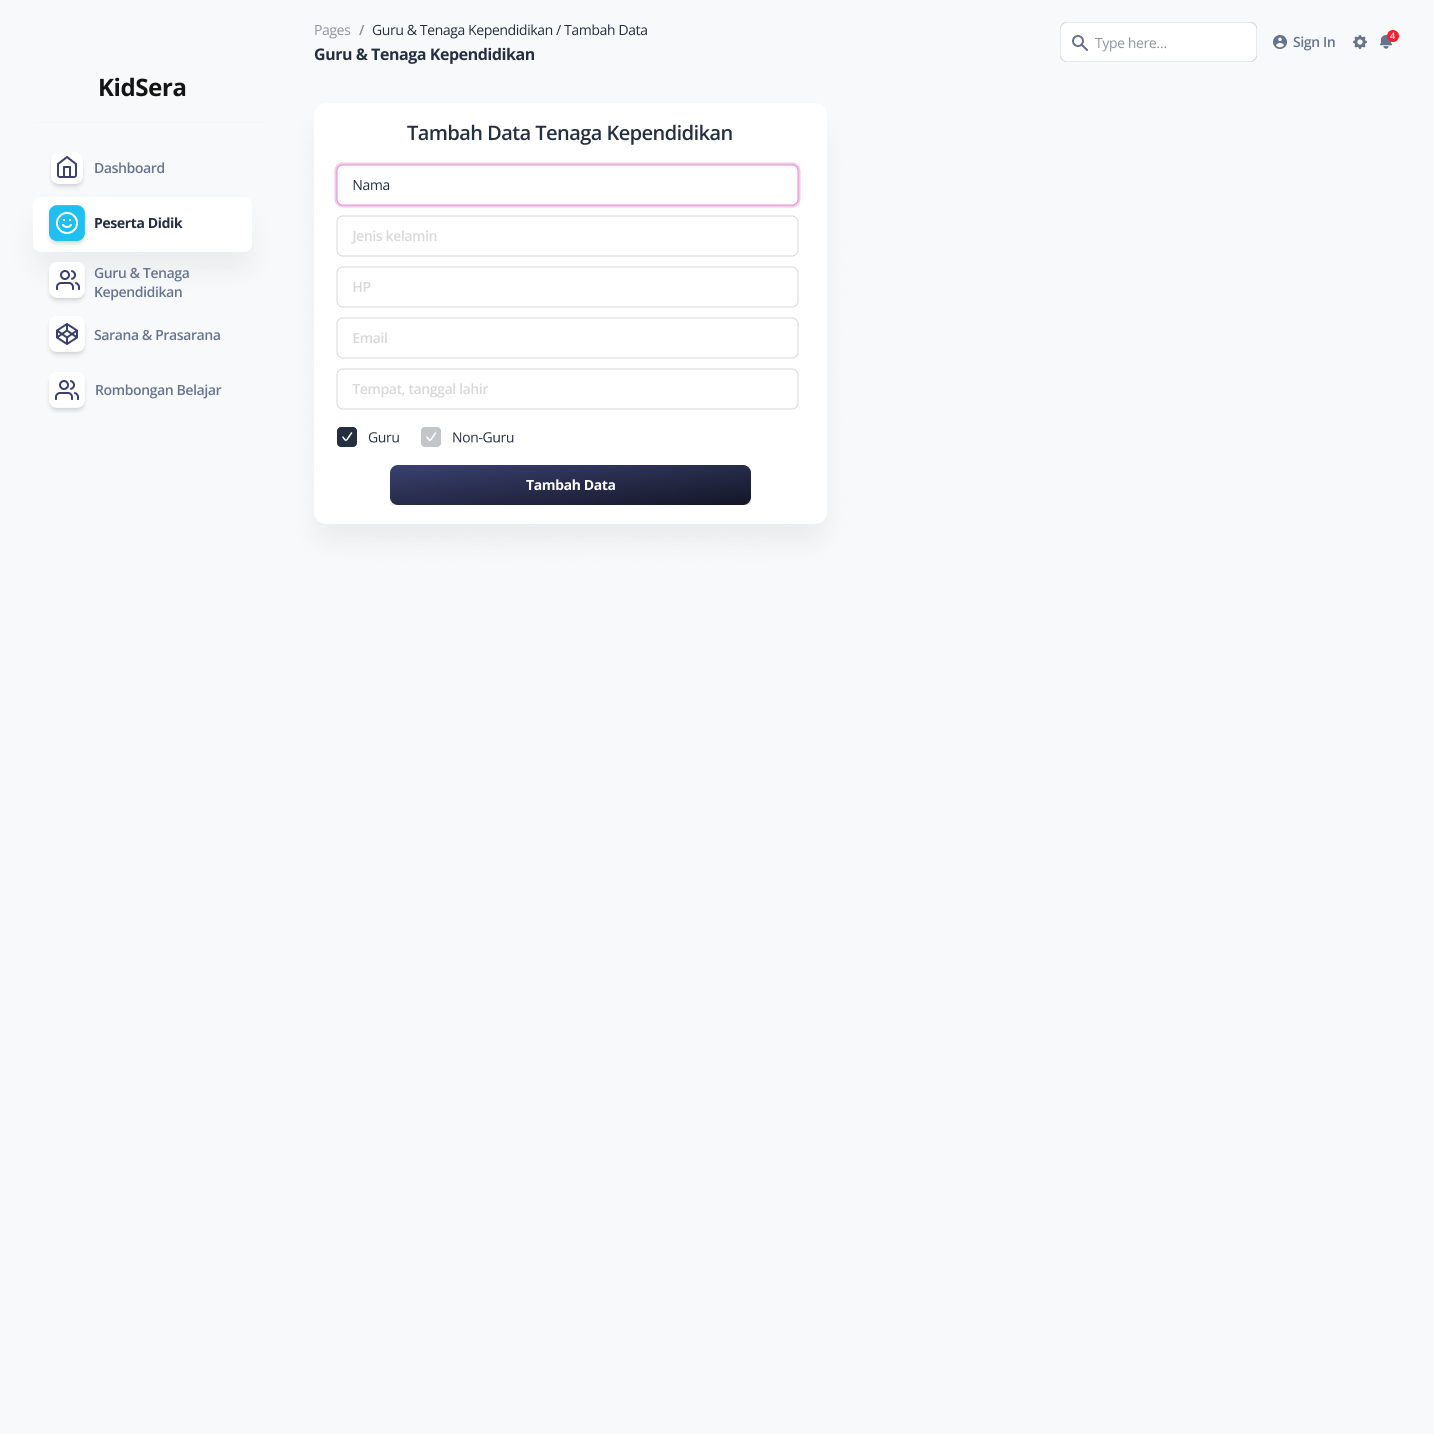 Pages / Guru & Tenaga Kependidikan / Tambah Data
Guru & Tenaga Kependidikan
Type here...
Sign In
4
KidSera
Dashboard
Peserta Didik
Guru & Tenaga
Kependidikan
Sarana & Prasarana
Rombongan Belajar
Tambah Data Tenaga Kependidikan
Nama
Jenis kelamin
HP
Email
Tempat, tanggal lahir
Guru
Non-Guru
Tambah Data